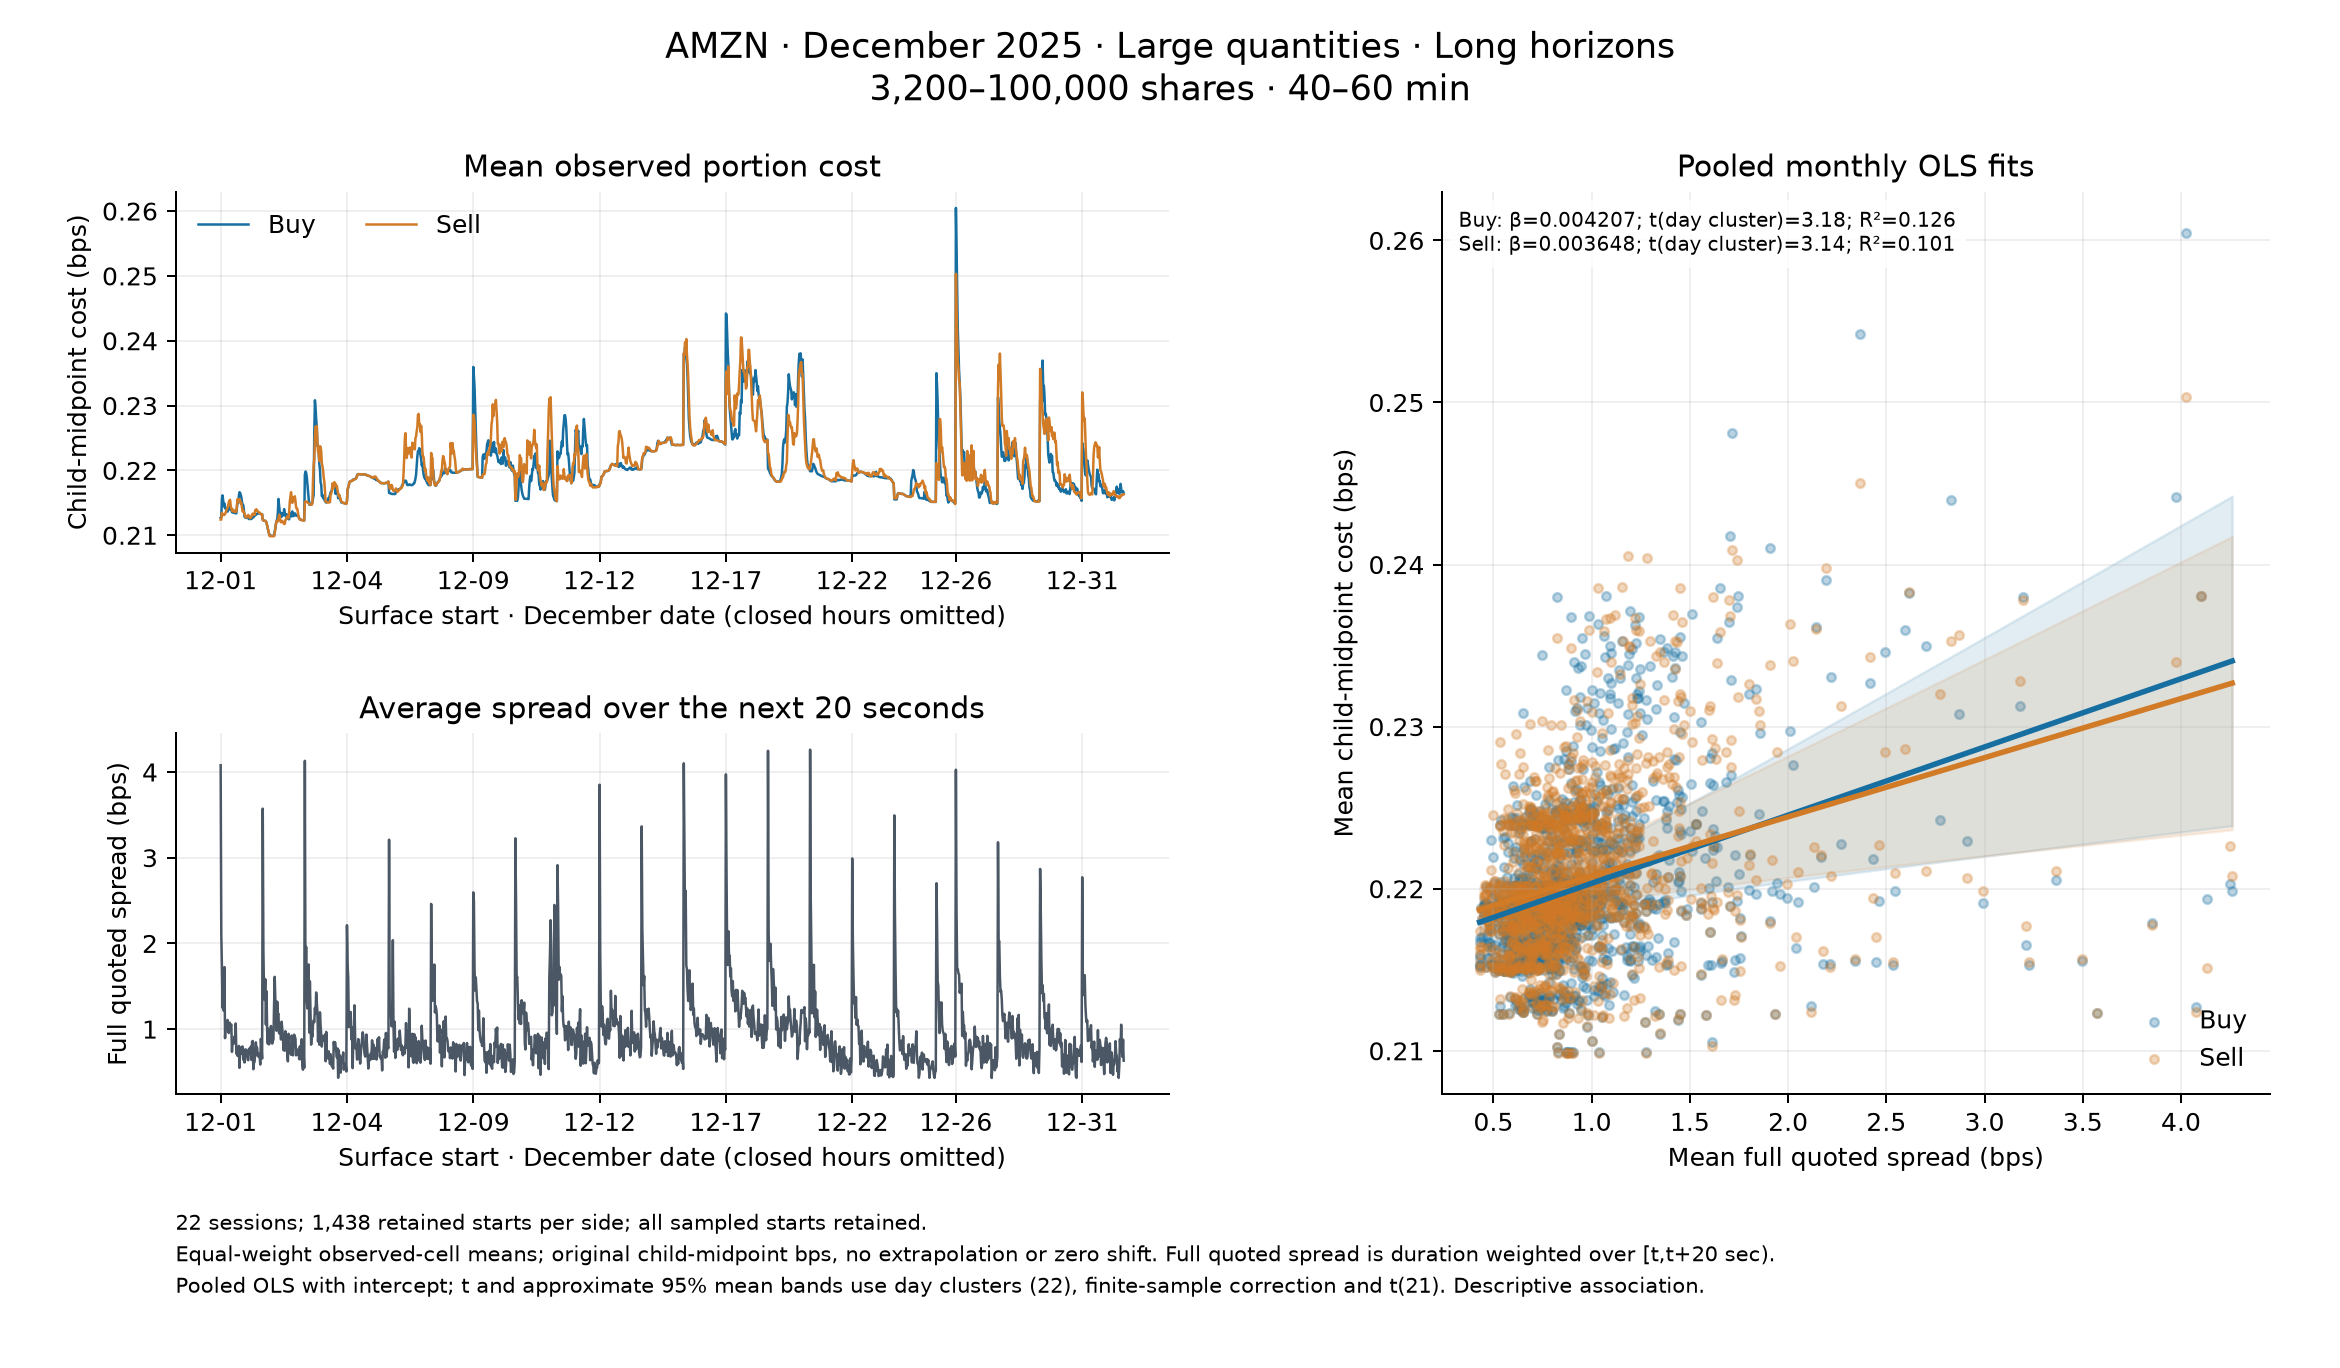 AMZN · December 2025 · Large quantities · Long horizons
3,200–100,000 shares · 40–60 min
Mean observed portion cost
Buy
Sell
Child-midpoint cost (bps)
0.26
0.25
0.24
0.23
0.22
0.21
12-01
12-04
12-09
12-12
12-17
12-22
12-26
12-31
Surface start · December date (closed hours omitted)
Average spread over the next 20 seconds
Full quoted spread (bps)
4
3
2
1
12-01
12-04
12-09
12-12
12-17
12-22
12-26
12-31
Surface start · December date (closed hours omitted)
Pooled monthly OLS fits
Buy: β=0.004207; t(day cluster)=3.18; R²=0.126
Sell: β=0.003648; t(day cluster)=3.14; R²=0.101
Mean child-midpoint cost (bps)
0.26
0.25
0.24
0.23
0.22
0.21
Buy
Sell
0.5
1.0
1.5
2.0
2.5
3.0
3.5
4.0
Mean full quoted spread (bps)
22 sessions; 1,438 retained starts per side; all sampled starts retained.
Equal-weight observed-cell means; original child-midpoint bps, no extrapolation or zero shift. Full quoted spread is duration weighted over [t,t+20 sec).
Pooled OLS with intercept; t and approximate 95% mean bands use day clusters (22), finite-sample correction and t(21). Descriptive association.